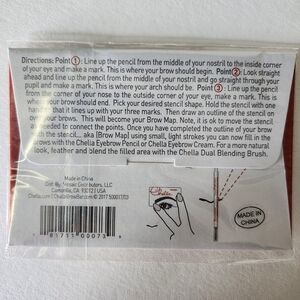 Directions: Point 1: Line up the pencil from the middle of your nostril to the inside corner
of your eye and make a mark. This is where your brow should begin. Point 2: Look straight
ahead and line up the pencil from the middle of your nostril and go straight through your
pupil and make a mark. This is where your arch should be. Point 3: Line up the pencil from
the corner of your nose to the outside corner of your eye, make a mark. This is
where your brow should end. Pick your desired stencil shape. Hold the stencil with one
handed that it lines up with your three marks. Then draw an outline of the stencil on
your brows. This will become your Brow Map. Note, it is ok to move the stencil as
needed to connect to the points. Once you have completed the outline of your brow
with the stencil...aka (Brow Map) using small, light strokes you can now fill in the
brows with the Chella Eyebrow Pencil or Chella Eyebrow Cream. For a more natural
look, feather and blend the filled area with the Chella Dual Blending Brush.
Made in China
LLC
Camarillo, CA 93021 USA
Chella.com
©2017
Chella
MADE IN
CHINA